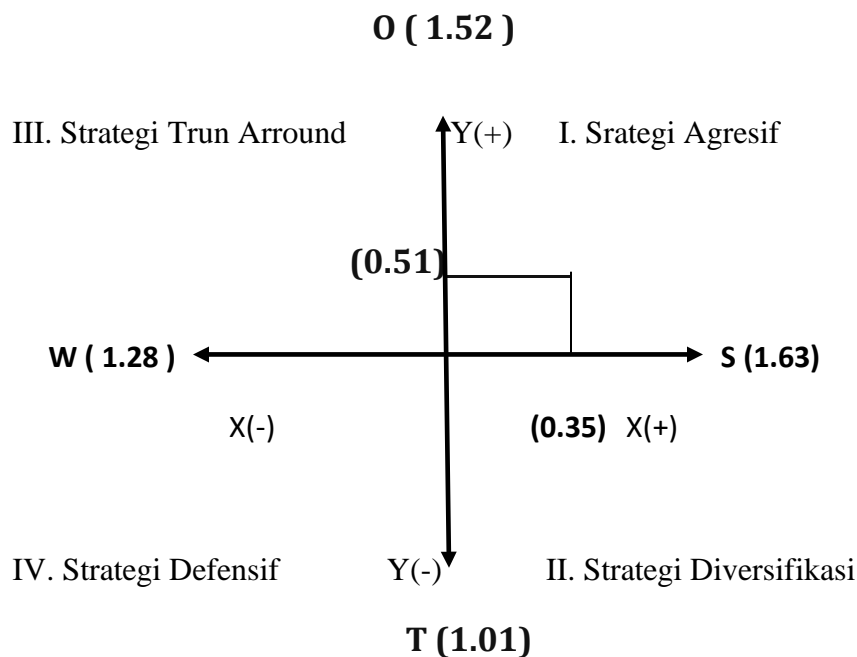 O ( 1.52 )
III. Strategi Trun Arround Y(+) I. Srategi Agresif
(0.51)
W ( 1.28 ) S (1.63)
X(-) (0.35) X(+)
IV. Strategi Defensif Y(-) II. Strategi Diversifikasi
T (1.01)